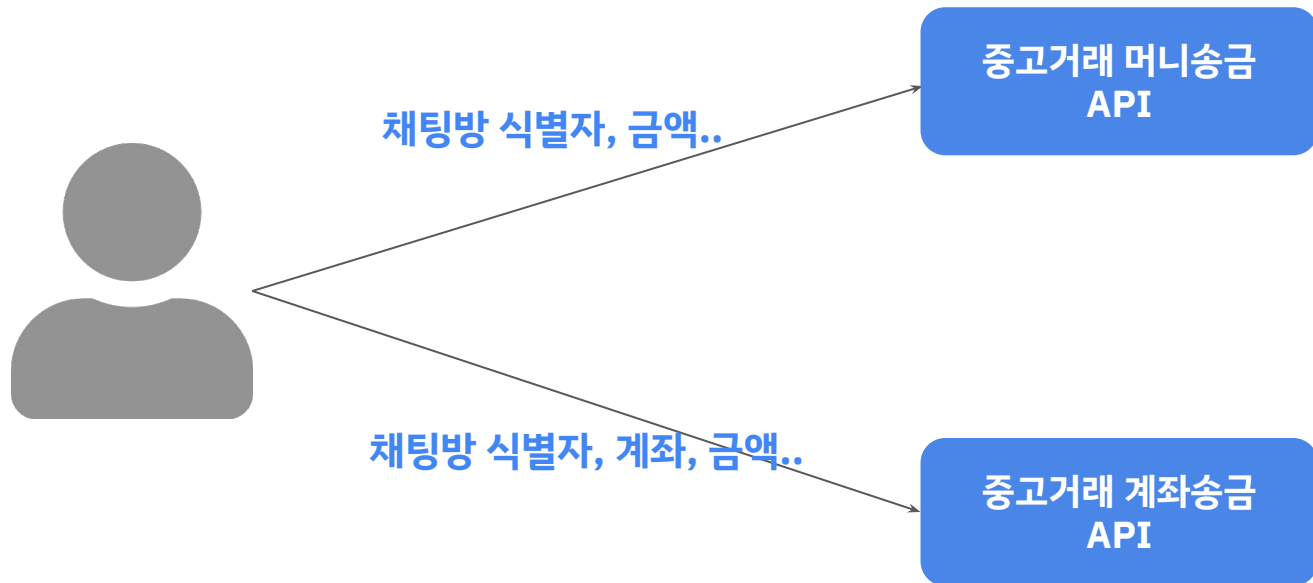 중고거래 머니송금
API
채팅방 식별자, 금액..
채팅방 식별자, 계좌, 금액..
중고거래 계좌송금
API